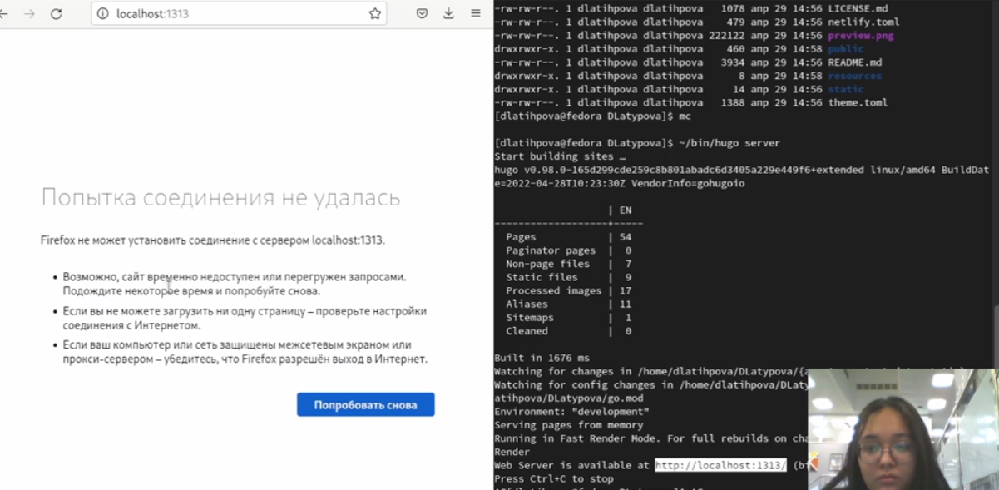 localhost:1313
Попытка соединения не удалась
Firefox не может установить соединение с сервером localhost:1313.
• Возможно, сайт временно недоступен или перегружен запросами.
Подождите некоторое время и попробуйте снова.
• Если вы не можете загрузить ни одну страницу – проверьте настройки
соединения с Интернетом.
• Если ваш компьютер или сеть защищены межсетевым экраном или
прокси-сервером – убедитесь, что Firefox разрешён выход в Интернет.
Попробовать снова
-rw-rw-r--. 1 dlatihpova dlatihpova 1078 апр 29 14:56 LICENSE.md
-rw-rw-r--. 1 dlatihpova dlatihpova 479 апр 29 14:56 netlify.toml
-rw-rw-r--. 1 dlatihpova dlatihpova 222122 апр 29 14:56 preview.png
drwxrwxr-x. 1 dlatihpova dlatihpova 460 апр 29 14:58 public
-rw-rw-r--. 1 dlatihpova dlatihpova 3934 апр 29 14:56 README.md
drwxrwxr-x. 1 dlatihpova dlatihpova 8 апр 29 14:58 resources
drwxrwxr-x. 1 dlatihpova dlatihpova 14 апр 29 14:56 static
-rw-rw-r--. 1 dlatihpova dlatihpova 1388 апр 29 14:56 theme.toml
[dlatihpova@fedora DLatypova]$ mc
[dlatihpova@fedora DLatypova]$ ~/bin/hugo server
Start building sites …
hugo v0.98.0-165d299cde259c8b801abadc6d3405a229e449f6+extended linux/amd64 BuildDat
e=2022-04-28T10:23:30Z VendorInfo=gohugoio
| EN
-------------------+-----
Pages | 54
Paginator pages | 0
Non-page files | 7
Static files | 9
Processed images | 17
Aliases | 11
Sitemaps | 1
Cleaned | 0
Built in 1676 ms
Watching for changes in /home/dlatihpova/DLatypova/
Watching for config changes in /home/dlatihpova/DLaty
atihpova/DLatypova/go.mod
Environment: "development"
Serving pages from memory
Running in Fast Render Mode. For full rebuilds on cha
Render
Web Server is available at http://localhost:1313/
Press Ctrl+C to stop